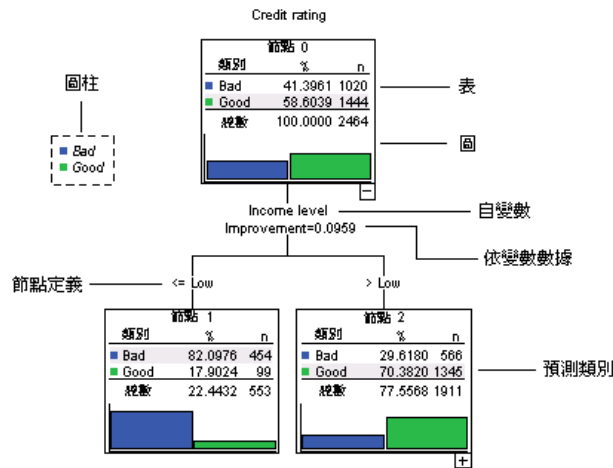 Credit rating
節點 0
類別 % n
Bad 41.3961 1020
Good 58.6039 1444
總數 100.0000 2464
圖柱
Bad
Good
表
圖
Income level
Improvement=0.0959
自變數
依變數數據
節點定義
<= Low
> Low
節點 1
類別 % n
Bad 82.0976 454
Good 17.9024 99
總數 22.4432 553
節點 2
類別 % n
Bad 29.6180 566
Good 70.3820 1345
總數 77.5568 1911
預測類別